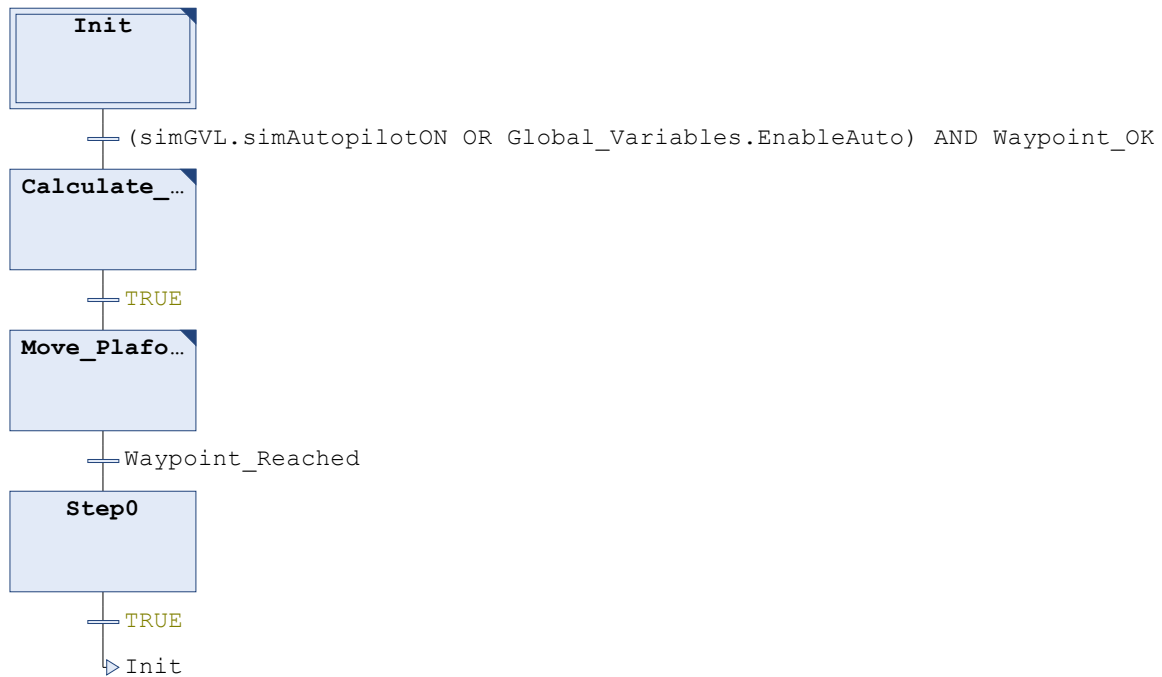 Init
(simGVL.simAutopilotON OR Global_Variables.EnableAuto) AND Waypoint_OK
Calculate_…
TRUE
Move_Plafo…
Waypoint_Reached
Step0
TRUE
Init